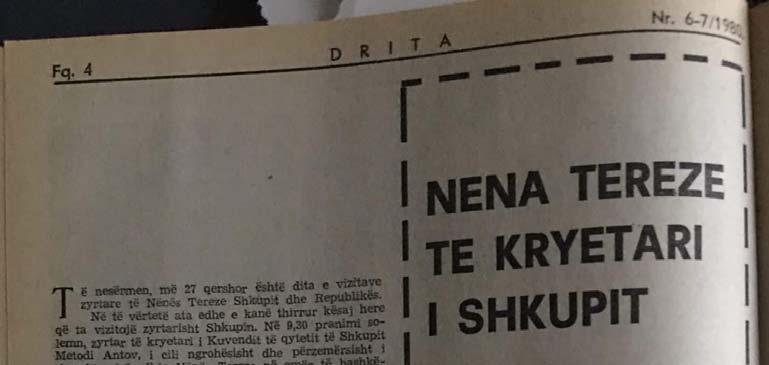 Fq. 4
DRITA
Nr. 6-7/1980
NENA TEREZE
TE KRYETARI
I SHKUPIT
Të nesërmen, më 27 qershor është dita e vizitave
zyrtare të Nënës Tereze Shkupit dhe Republikës.
Në të vërtetë ata edhe e kanë thirrur kësaj here
që ta vizitojë zyrtarisht Shkupin. Në 9,30 pranimi so-
lemn, zyrtar të kryetari i Kuvendit të qytetit të Shkupit
Metodi Antov, i cili ngrohësisht dhe përzemërsisht i